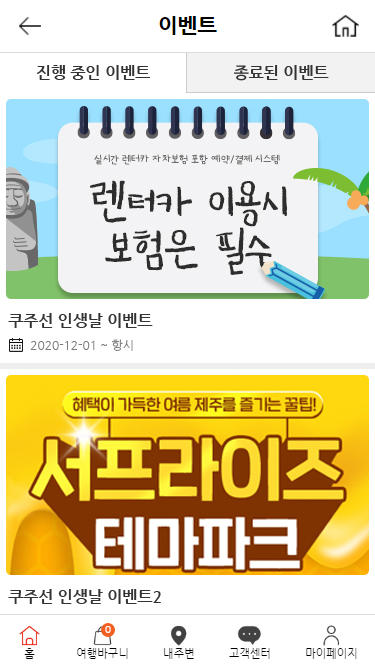 이벤트
진행 중인 이벤트
종료된 이벤트
실시간 렌터카 자차보험 포함 예약/결제 시스템
렌터카 이용시
보험은 필수
쿠주선 인생날 이벤트
2020-12-01 ~ 항시
혜택이 가득한 여름 제주를 즐기는 꿀팁!
서프라이즈
테마파크
쿠주선 인생날 이벤트2
0
홈
여행바구니
내주변
고객센터
마이페이지